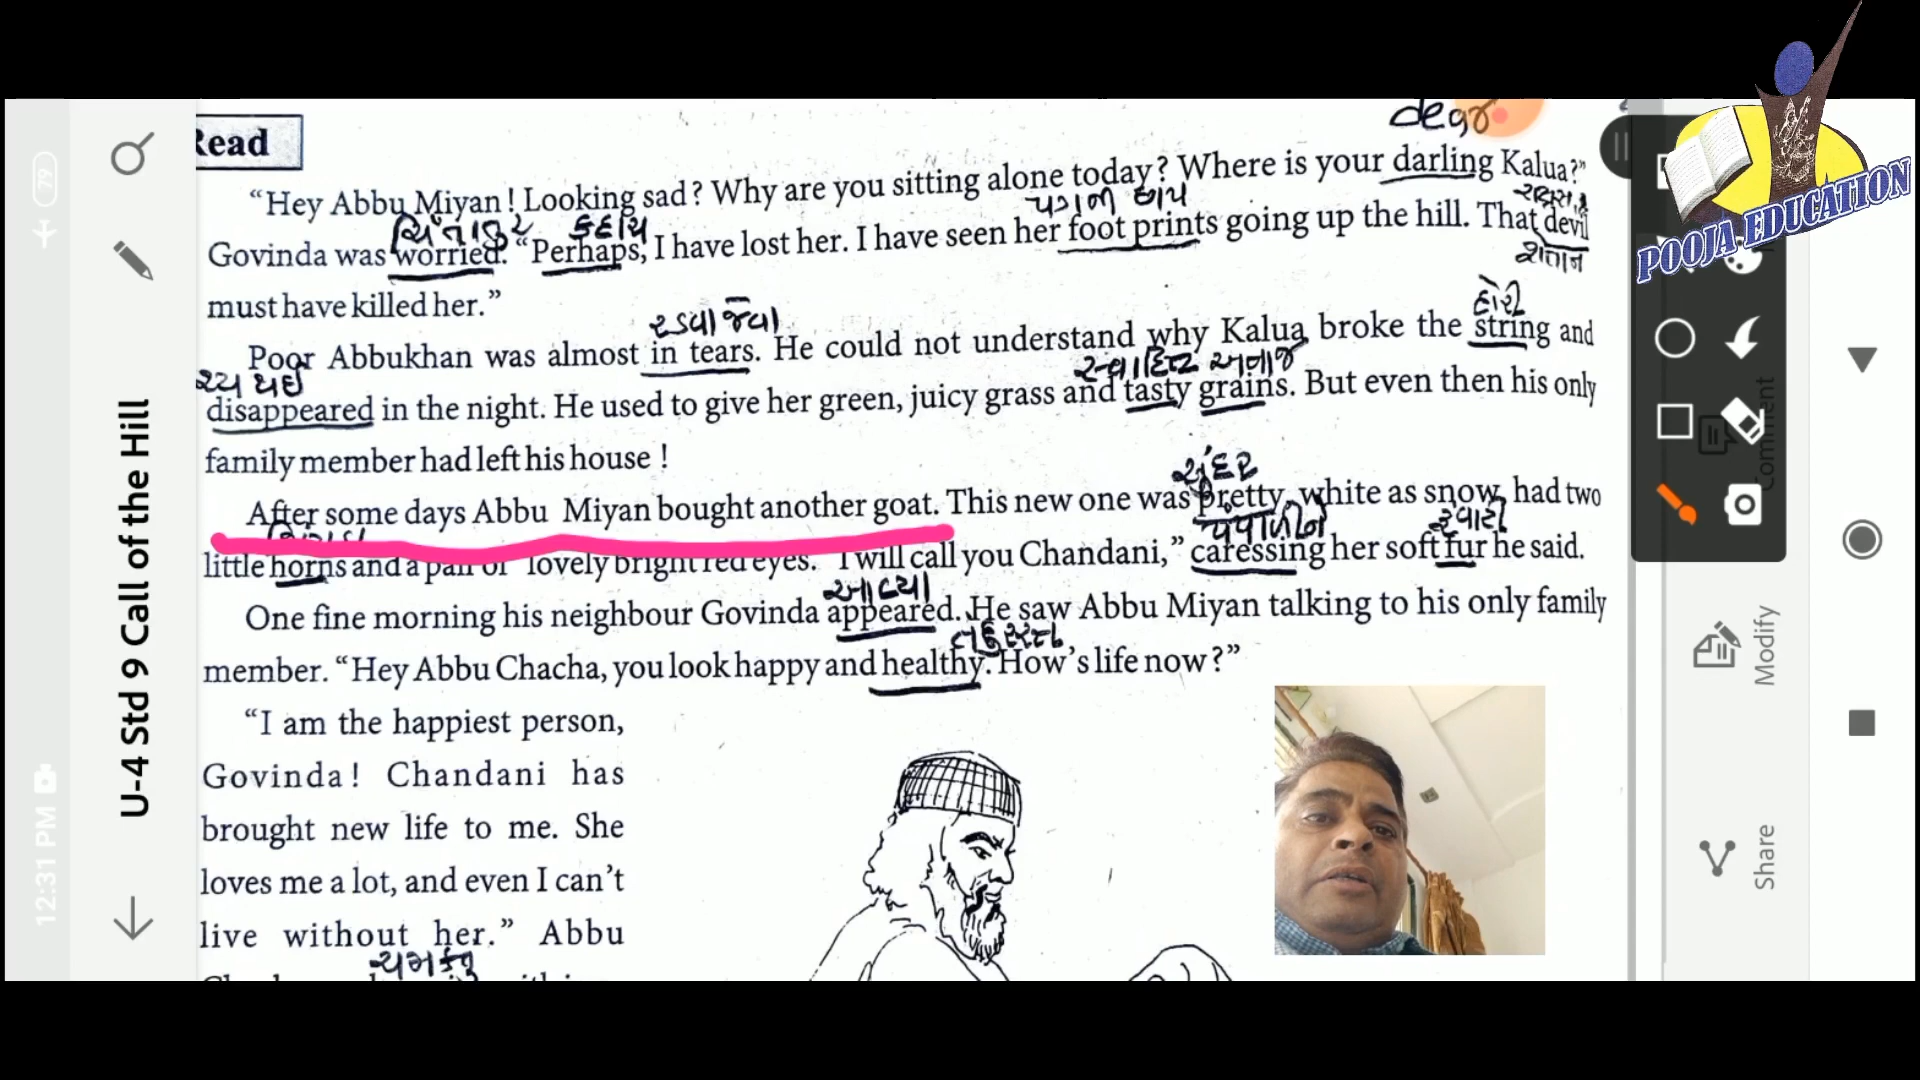 Read
dear
“Hey Abbu Miyan! Looking sad? Why are you sitting alone today? Where is your darling Kalua?”
ચિંતાતુર કદાચ
Govinda was worried. “Perhaps, I have lost her. I have seen her foot prints going up the hill. That devil
શેતાન
must have killed her.”
રડવા જેવા
દોરી
Poor Abbukhan was almost in tears. He could not understand why Kalua broke the string and
સ્વાદિષ્ટ અનાજ
disappeared in the night. He used to give her green, juicy grass and tasty grains. But even then his only
family member had left his house !
સુંદર
After some days Abbu Miyan bought another goat. This new one was pretty, white as snow, had two
રૂંવાટી
little horns and a pair of lovely bright red eyes. “I will call you Chandani,” caressing her soft fur he said.
આવ્યા
One fine morning his neighbour Govinda appeared. He saw Abbu Miyan talking to his only family
તંદુરસ્ત
member. “Hey Abbu Chacha, you look happy and healthy. How’s life now?”
“I am the happiest person,
Govinda! Chandani has
brought new life to me. She
loves me a lot, and even I can’t
live without her.” Abbu
U-4 Std 9 Call of the Hill
12:31 PM
79
Comment
Modify
Share
POOJA EDUCATION